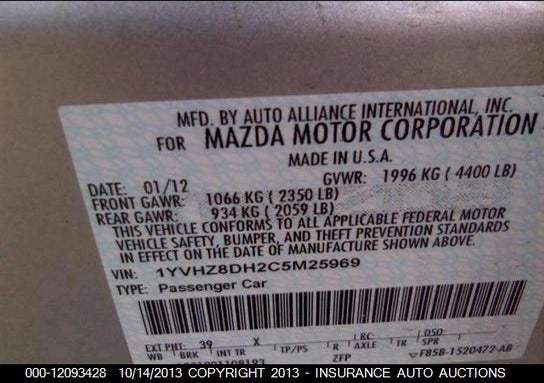 MFD. BY AUTO ALLIANCE INTERNATIONAL, INC.
FOR MAZDA MOTOR CORPORATION
MADE IN U.S.A.
DATE: 01/12 GVWR: 1996 KG ( 4400 LB)
FRONT GAWR: 1066 KG ( 2350 LB)
REAR GAWR: 934 KG ( 2059 LB)
THIS VEHICLE CONFORMS TO ALL APPLICABLE FEDERAL MOTOR
VEHICLE SAFETY, BUMPER, AND THEFT PREVENTION STANDARDS
IN EFFECT ON THE DATE OF MANUFACTURE SHOWN ABOVE.
VIN: 1YVHZ8DH2C5M25969
TYPE: Passenger Car
EXT PNT: 39 X RC: DSO:
WB BRK INT TR TP/PS R AXLE TR SPR
ZFP F85B-1520472-AB
000-12093428 10/14/2013 COPYRIGHT 2013 - INSURANCE AUTO AUCTIONS